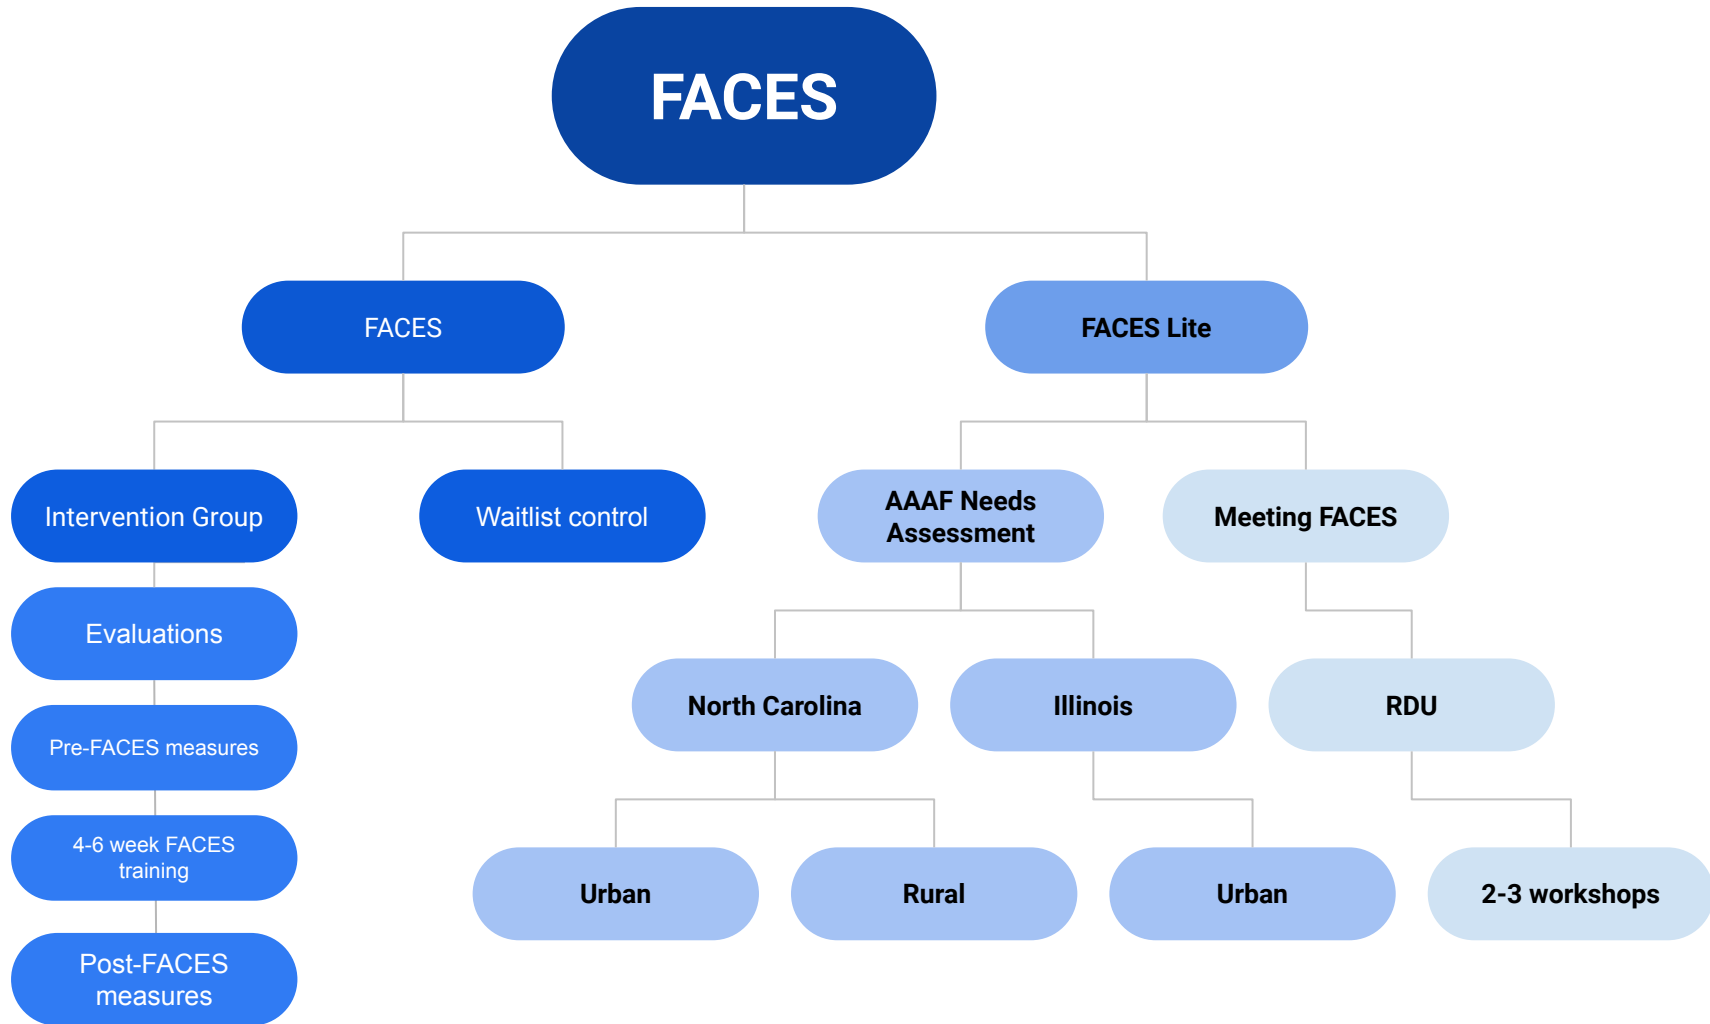 FACES
FACES
FACES Lite
Intervention Group
Waitlist control
AAAF Needs
Assessment
Meeting FACES
Evaluations
North Carolina
Illinois
RDU
Pre-FACES measures
4-6 week FACES
training
Urban
Rural
Urban
2-3 workshops
Post-FACES
measures